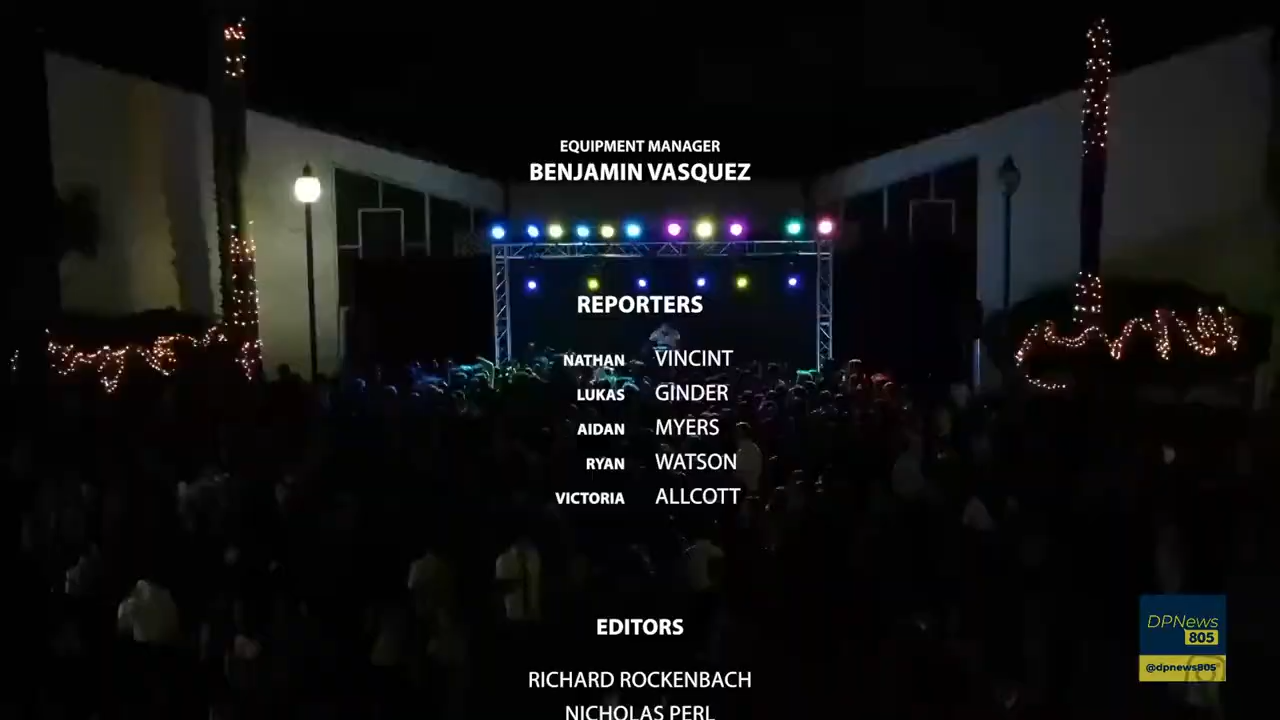 EQUIPMENT MANAGER
BENJAMIN VASQUEZ
REPORTERS
NATHAN VINCINT
LUKAS GINDER
AIDAN MYERS
RYAN WATSON
VICTORIA ALLCOTT
EDITORS
RICHARD ROCKENBACH
NICHOLAS PERL
DPNews
805
@dpnews805